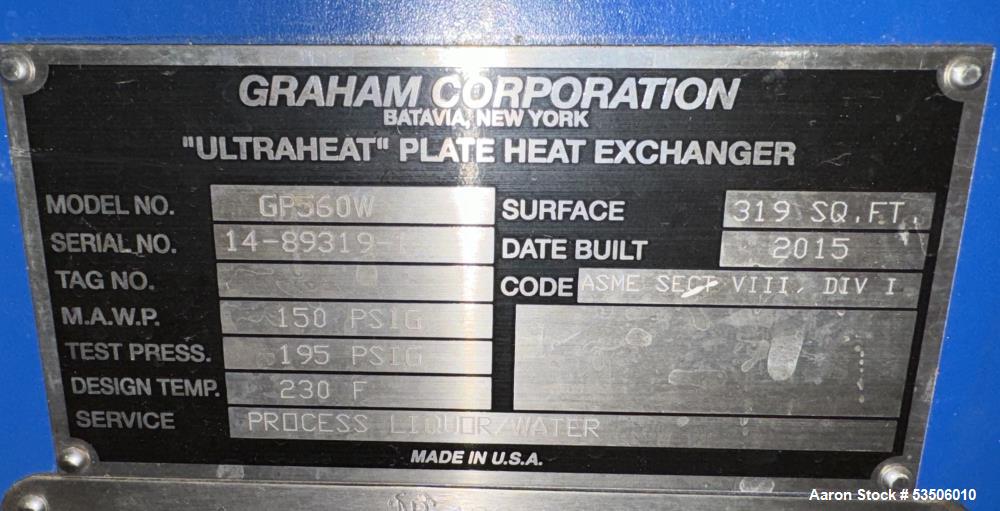 GRAHAM CORPORATION
BATAVIA, NEW YORK
"ULTRAHEAT" PLATE HEAT EXCHANGER
MODEL NO. GP560W
SERIAL NO. 14-89319-
TAG NO.
M.A.W.P. 150 PSIG
TEST PRESS. 195 PSIG
DESIGN TEMP. 230 F
SERVICE PROCESS LIQUOR/WATER
SURFACE 319 SQ.FT.
DATE BUILT 2015
CODE ASME SECT VIII, DIV I
MADE IN U.S.A.
Aaron Stock # 53506010